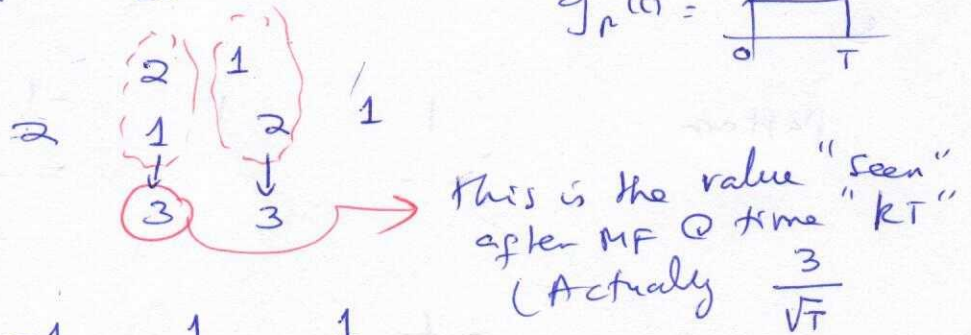 g_R(t) =
0 T
2 1
2 1 2 1
3 3
this is the value "seen"
after MF @ time "kT"
(Actually 3/√T
1 1 1